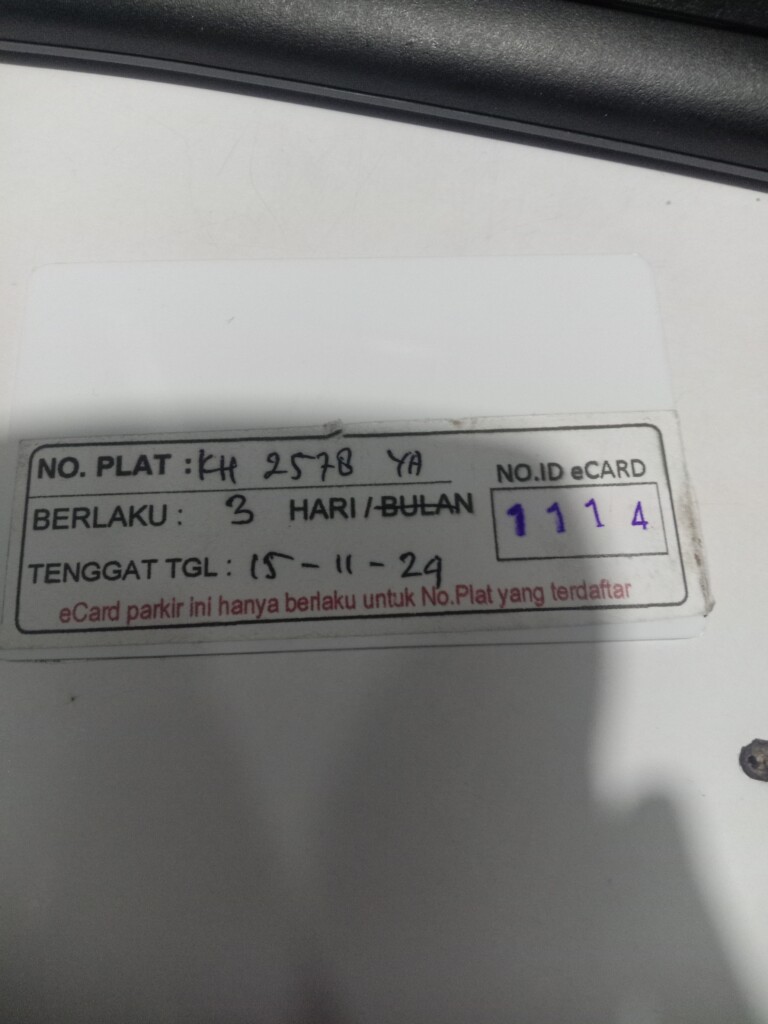 NO. PLAT : KH 2578 YA
BERLAKU : 3 HARI / BULAN
TENGGAT TGL : 15 - 11 - 24
NO.ID eCARD
1114
eCard parkir ini hanya berlaku untuk No.Plat yang terdaftar